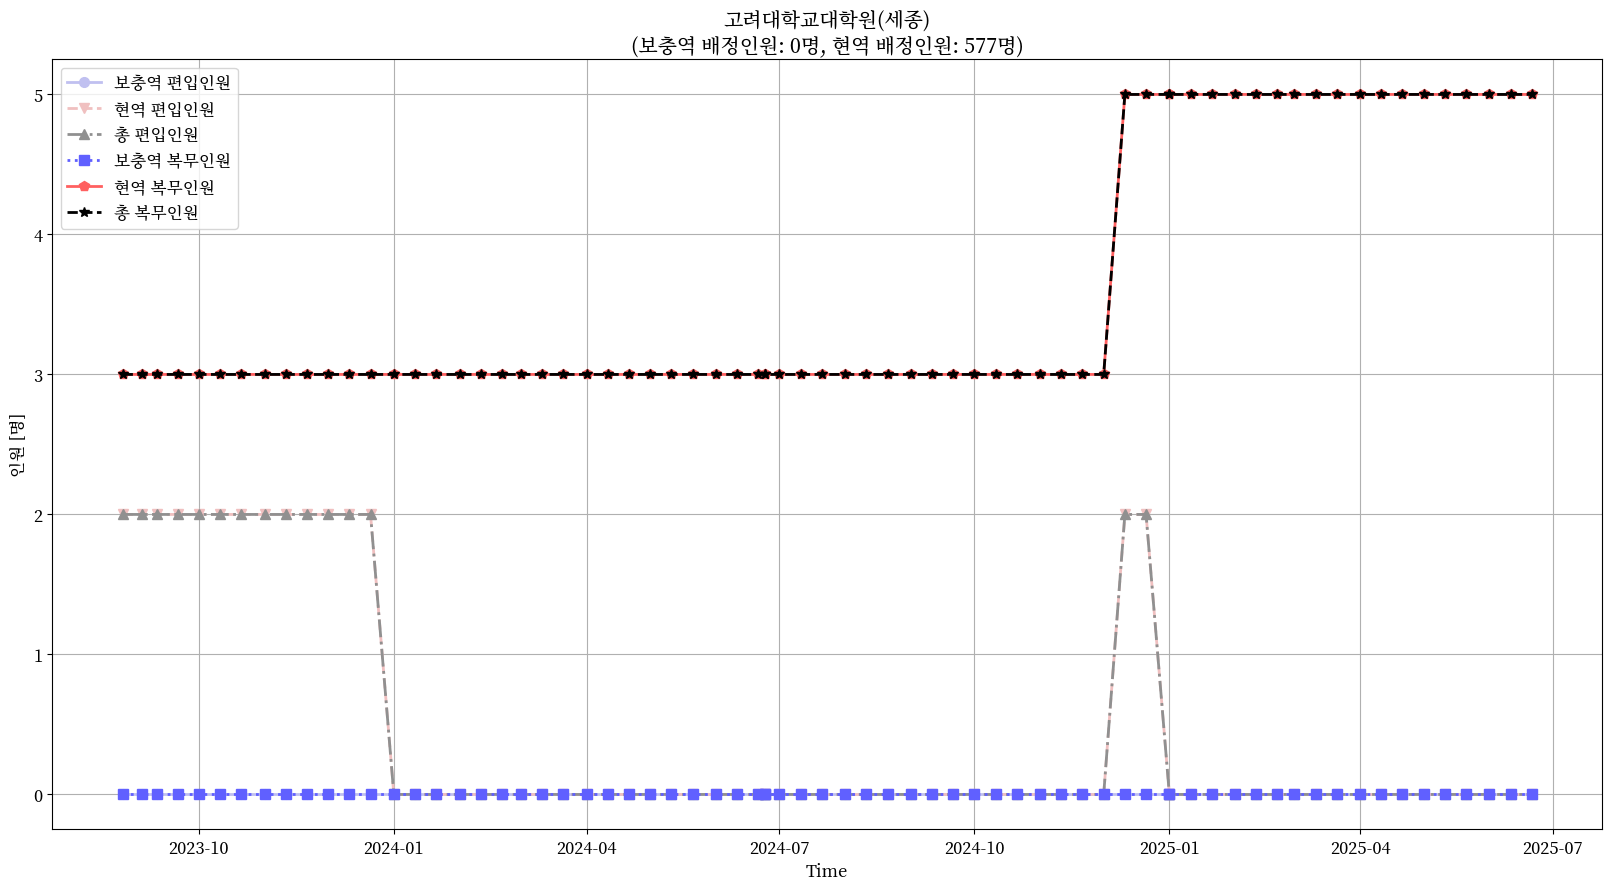 고려대학교대학원(세종)
(보충역 배정인원: 0명, 현역 배정인원: 577명)
보충역 편입인원
현역 편입인원
총 편입인원
보충역 복무인원
현역 복무인원
총 복무인원
5
4
3
2
1
0
인원 [명]
2023-10
2024-01
2024-04
2024-07
2024-10
2025-01
2025-04
2025-07
Time